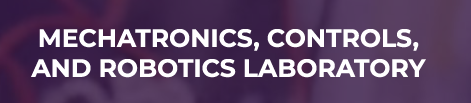 MECHATRONICS, CONTROLS,
AND ROBOTICS LABORATORY